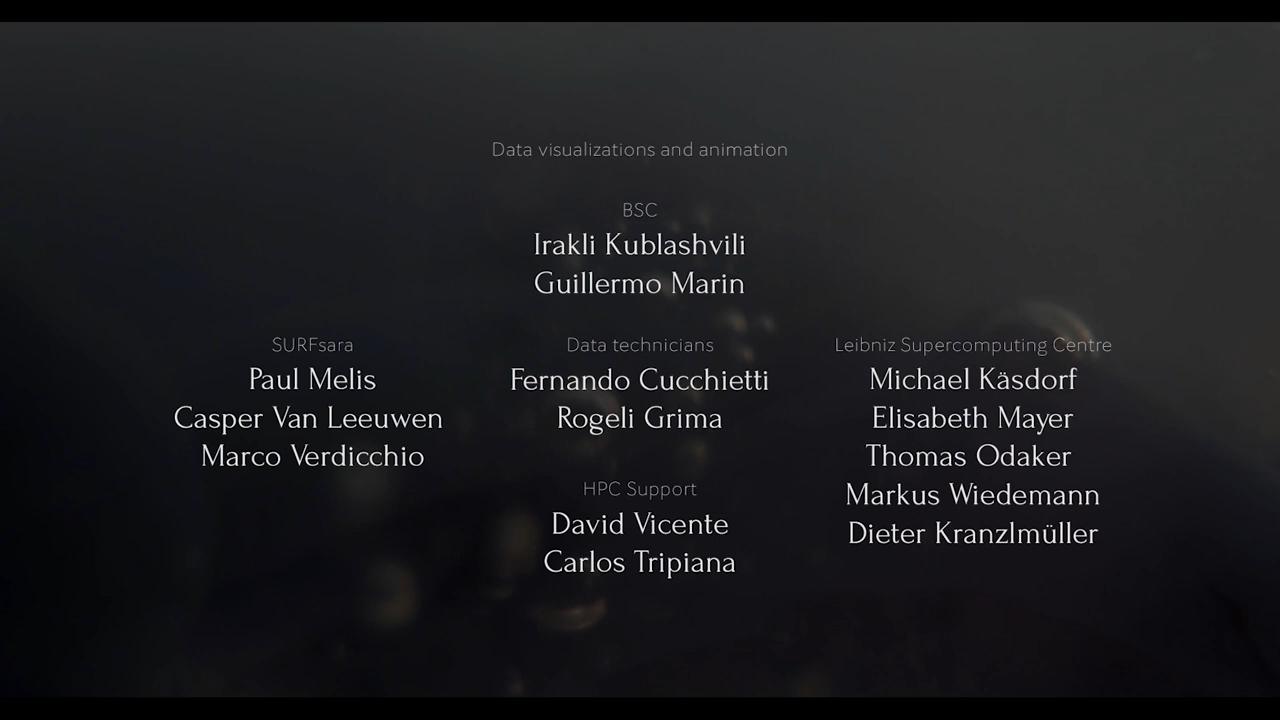 Data visualizations and animation
BSC
Irakli Kublashvili
Guillermo Marin
SURFsara
Paul Melis
Casper Van Leeuwen
Marco Verdicchio
Data technicians
Fernando Cucchietti
Rogeli Grima
HPC Support
David Vicente
Carlos Tripiana
Leibniz Supercomputing Centre
Michael Käsdorf
Elisabeth Mayer
Thomas Odaker
Markus Wiedemann
Dieter Kranzlmüller